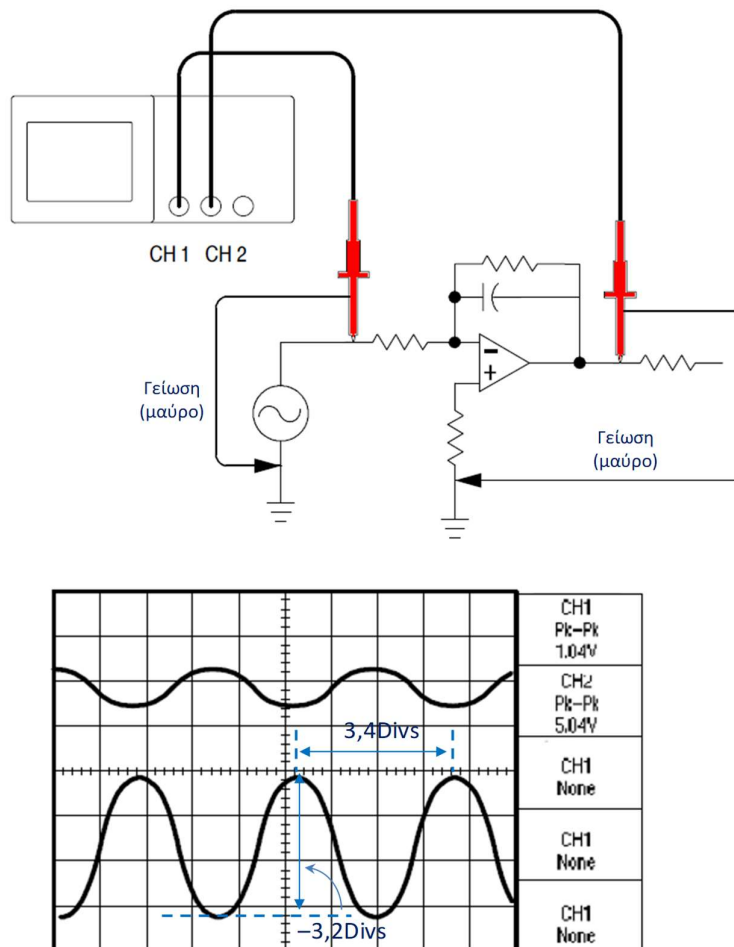 CH 1 CH 2
Γείωση
(μαύρο)
Γείωση
(μαύρο)
CH1
Pk-Pk
1.04V
CH2
Pk-Pk
5.04V
3,4Divs
CH1
None
CH1
None
–3,2Divs
CH1
None